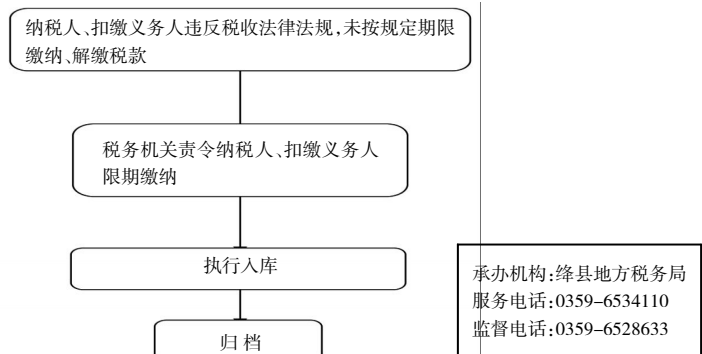 纳税人、扣缴义务人违反税收法律法规,未按规定期限
缴纳、解缴税款
税务机关责令纳税人、扣缴义务人
限期缴纳
执行入库
归 档
承办机构:绛县地方税务局
服务电话:0359–6534110
监督电话:0359–6528633